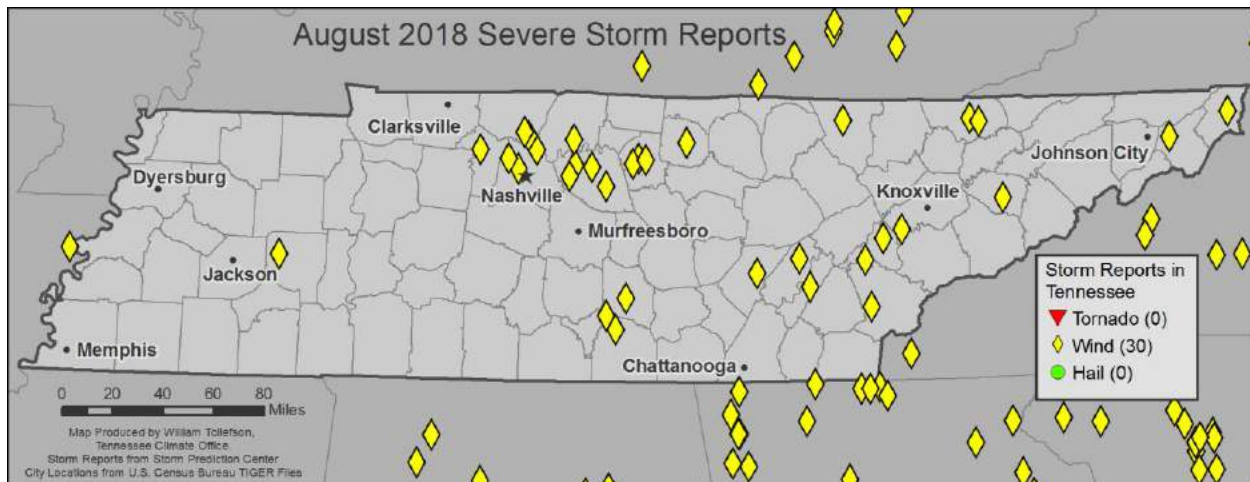 August 2018 Severe Storm Reports
Clarksville
Dyersburg
Nashville
Johnson City
Knoxville
Murfreesboro
Jackson
Memphis
Chattanooga
Storm Reports in
Tennessee
Tornado (0)
Wind (30)
Hail (0)
0 20 40 60 80
Miles
Map Produced by William Tollefson,
Tennessee Climate Office
Storm Reports from Storm Prediction Center
City Locations from U.S. Census Bureau TIGER Files